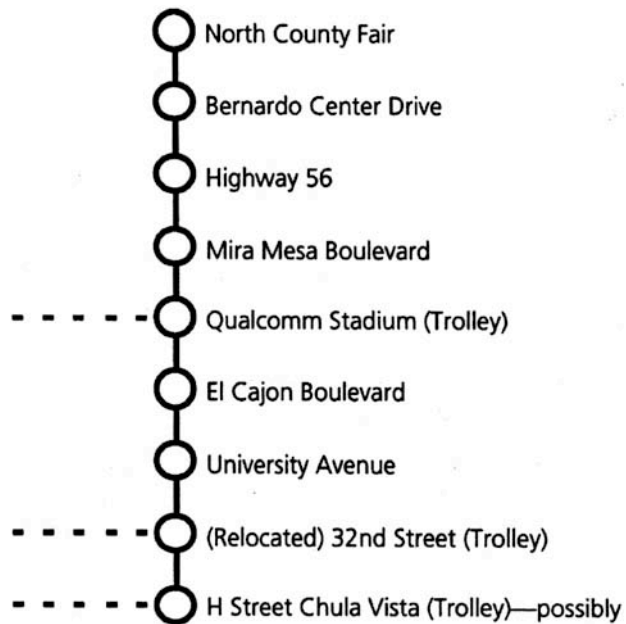 North County Fair
Bernardo Center Drive
Highway 56
Mira Mesa Boulevard
Qualcomm Stadium (Trolley)
El Cajon Boulevard
University Avenue
(Relocated) 32nd Street (Trolley)
H Street Chula Vista (Trolley)—possibly